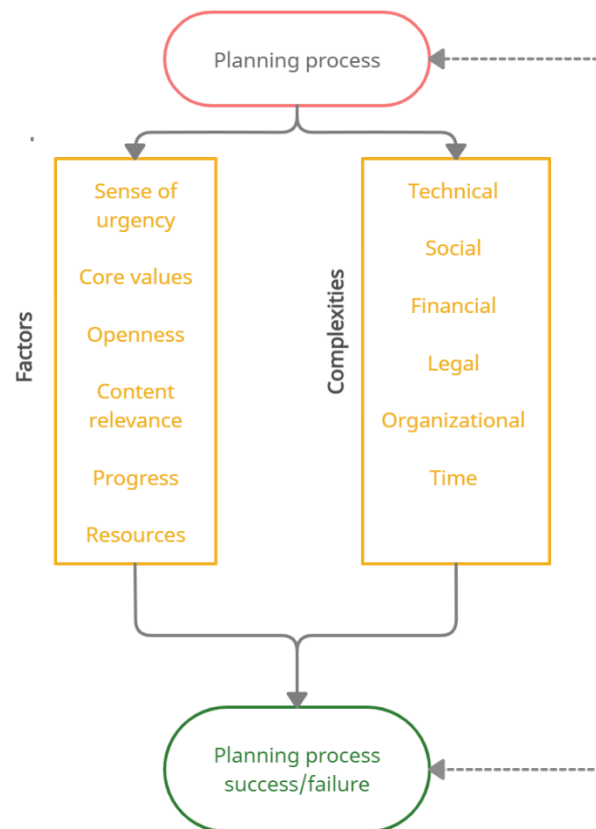 Planning process
Factors
Sense of
urgency
Core values
Openness
Content
relevance
Progress
Resources
Complexities
Technical
Social
Financial
Legal
Organizational
Time
Planning process
success/failure